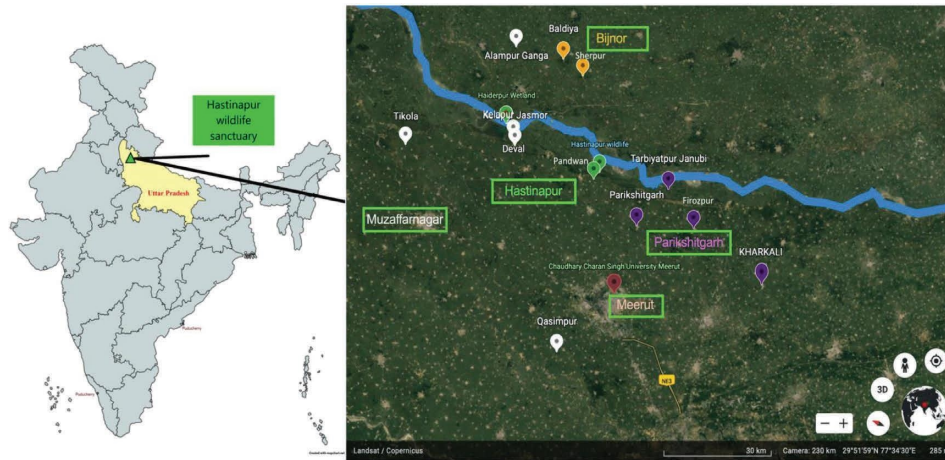 Hastinapur
wildlife
sanctuary
Uttar Pradesh
Puducherry
Puducherry
Baldiya
Bijnor
Alampur Ganga
Sherpur
Haiderpur Wetland
Tikola
Kelupur Jasmor
Deval
Hastinapur wildlife
Pandwan
Tarbiyatpur Janubi
Hastinapur
Parikshitgarh
Firozpur
Muzaffarnagar
Parikshitgarh
KHARKALI
Chaudhary Charan Singh University Meerut
Meerut
Qasimpur
NE3
3D
Landsat / Copernicus
30 km
Camera: 230 km 29°51'59"N 77°34'30"E 285